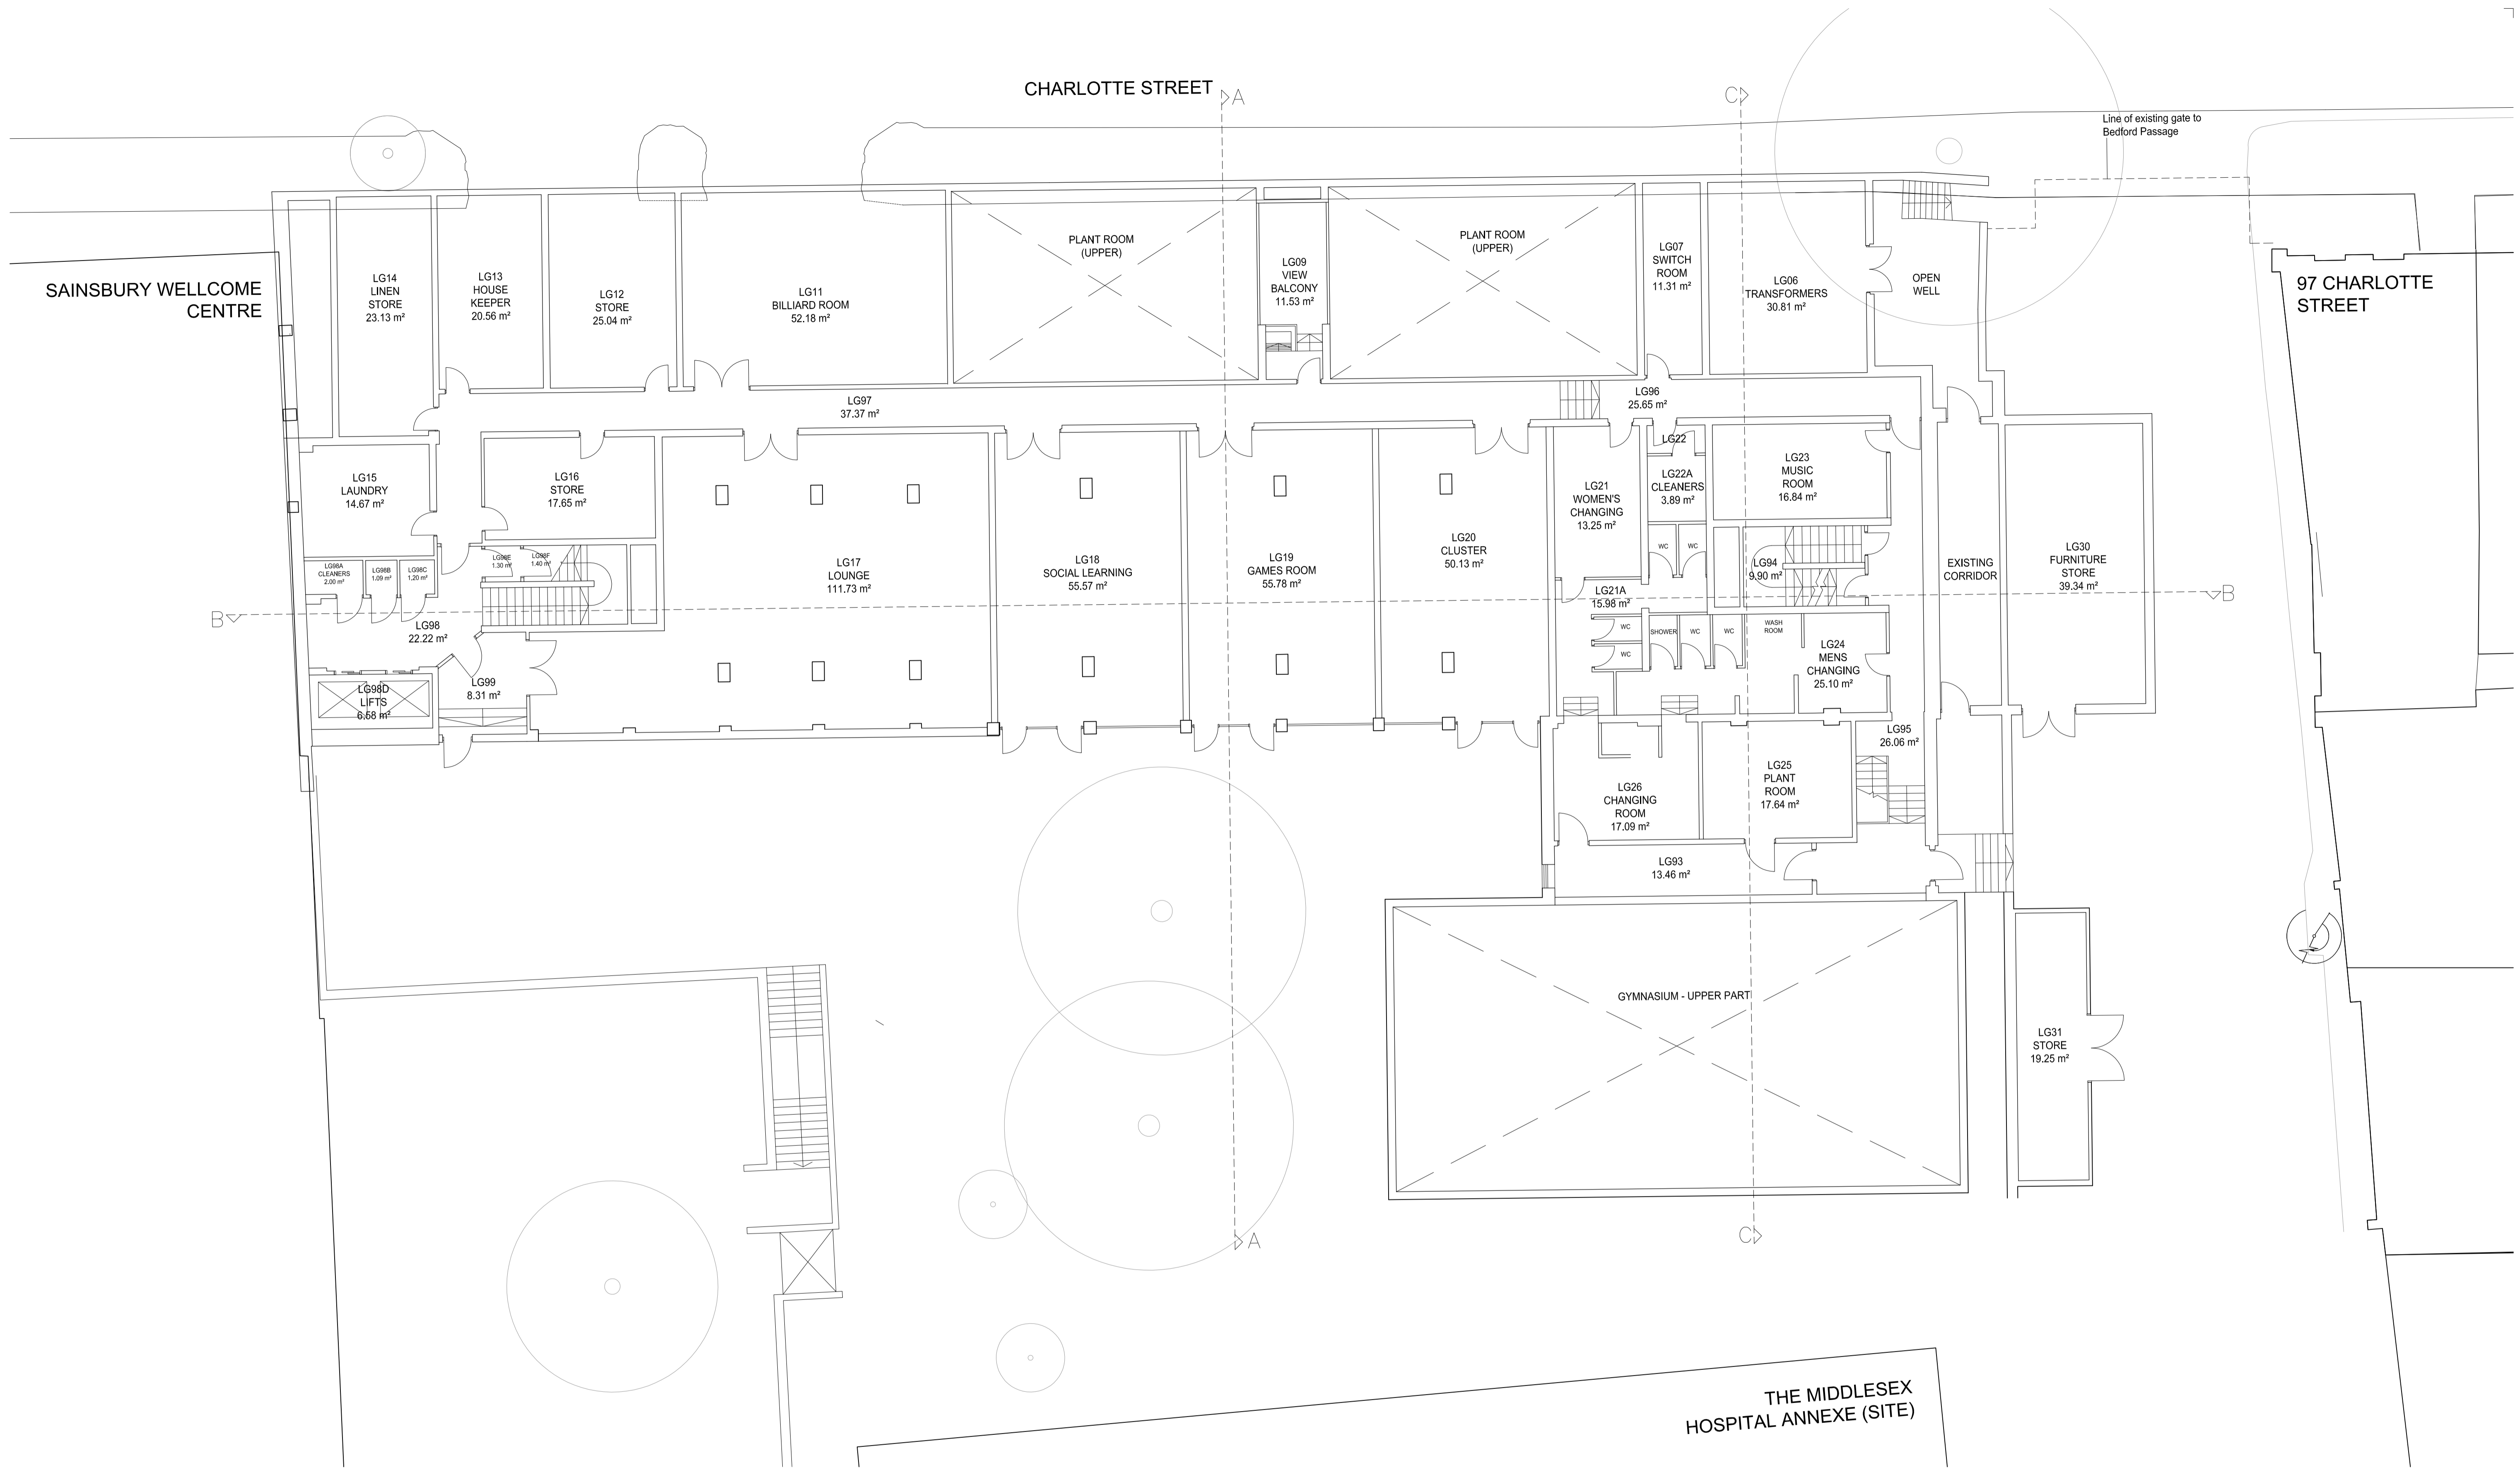 CHARLOTTE STREET
A
C
Line of existing gate to
Bedford Passage
SAINSBURY WELLCOME
CENTRE
97 CHARLOTTE
STREET
LG14
LINEN
STORE
23.13 m²
LG13
HOUSE
KEEPER
20.56 m²
LG12
STORE
25.04 m²
LG11
BILLIARD ROOM
52.18 m²
PLANT ROOM
(UPPER)
LG09
VIEW
BALCONY
11.53 m²
PLANT ROOM
(UPPER)
LG07
SWITCH
ROOM
11.31 m²
LG06
TRANSFORMERS
30.81 m²
OPEN
WELL
LG97
37.37 m²
LG96
25.65 m²
LG15
LAUNDRY
14.67 m²
LG16
STORE
17.65 m²
LG17
LOUNGE
111.73 m²
LG18
SOCIAL LEARNING
55.57 m²
LG19
GAMES ROOM
55.78 m²
LG20
CLUSTER
50.13 m²
LG21
WOMEN'S
CHANGING
13.25 m²
LG22
LG22A
CLEANERS
3.89 m²
WC
WC
LG23
MUSIC
ROOM
16.84 m²
LG94
9.90 m²
EXISTING
CORRIDOR
LG30
FURNITURE
STORE
39.34 m²
LG98A
CLEANERS
2.00 m²
LG98B
1.09 m²
LG98C
1.20 m²
LG98E
1.30 m²
LG98F
1.40 m²
B
B
LG98
22.22 m²
LG21A
15.98 m²
WC
WC
SHOWER
WC
WC
WASH
ROOM
LG24
MENS
CHANGING
25.10 m²
LG98D
LIFTS
6.58 m²
LG99
8.31 m²
LG95
26.06 m²
LG26
CHANGING
ROOM
17.09 m²
LG25
PLANT
ROOM
17.64 m²
LG93
13.46 m²
GYMNASIUM - UPPER PART
LG31
STORE
19.25 m²
A
C
THE MIDDLESEX
HOSPITAL ANNEXE (SITE)